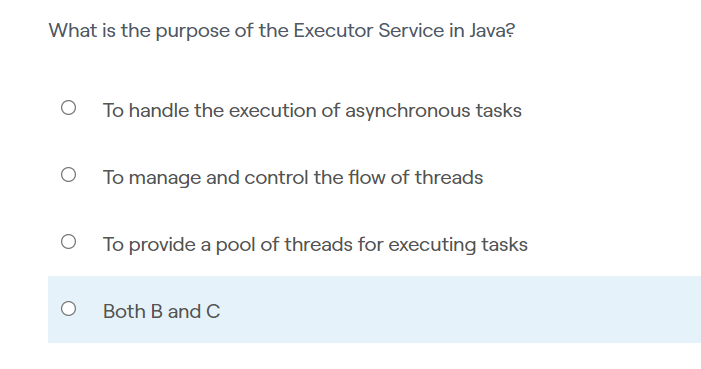 What is the purpose of the Executor Service in Java?
To handle the execution of asynchronous tasks
To manage and control the flow of threads
To provide a pool of threads for executing tasks
Both B and C